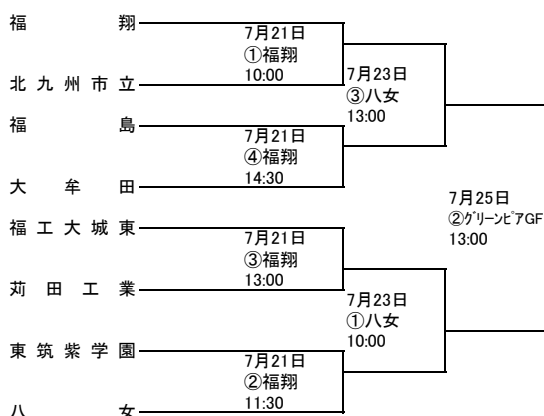 福翔
7月21日
①福翔
10:00
北九州市立
7月23日
③八女
13:00
福島
7月21日
④福翔
14:30
大牟田
7月25日
②グリーンピアGF
13:00
福工大城東
7月21日
③福翔
13:00
苅田工業
7月23日
①八女
10:00
東筑紫学園
7月21日
②福翔
11:30
八女